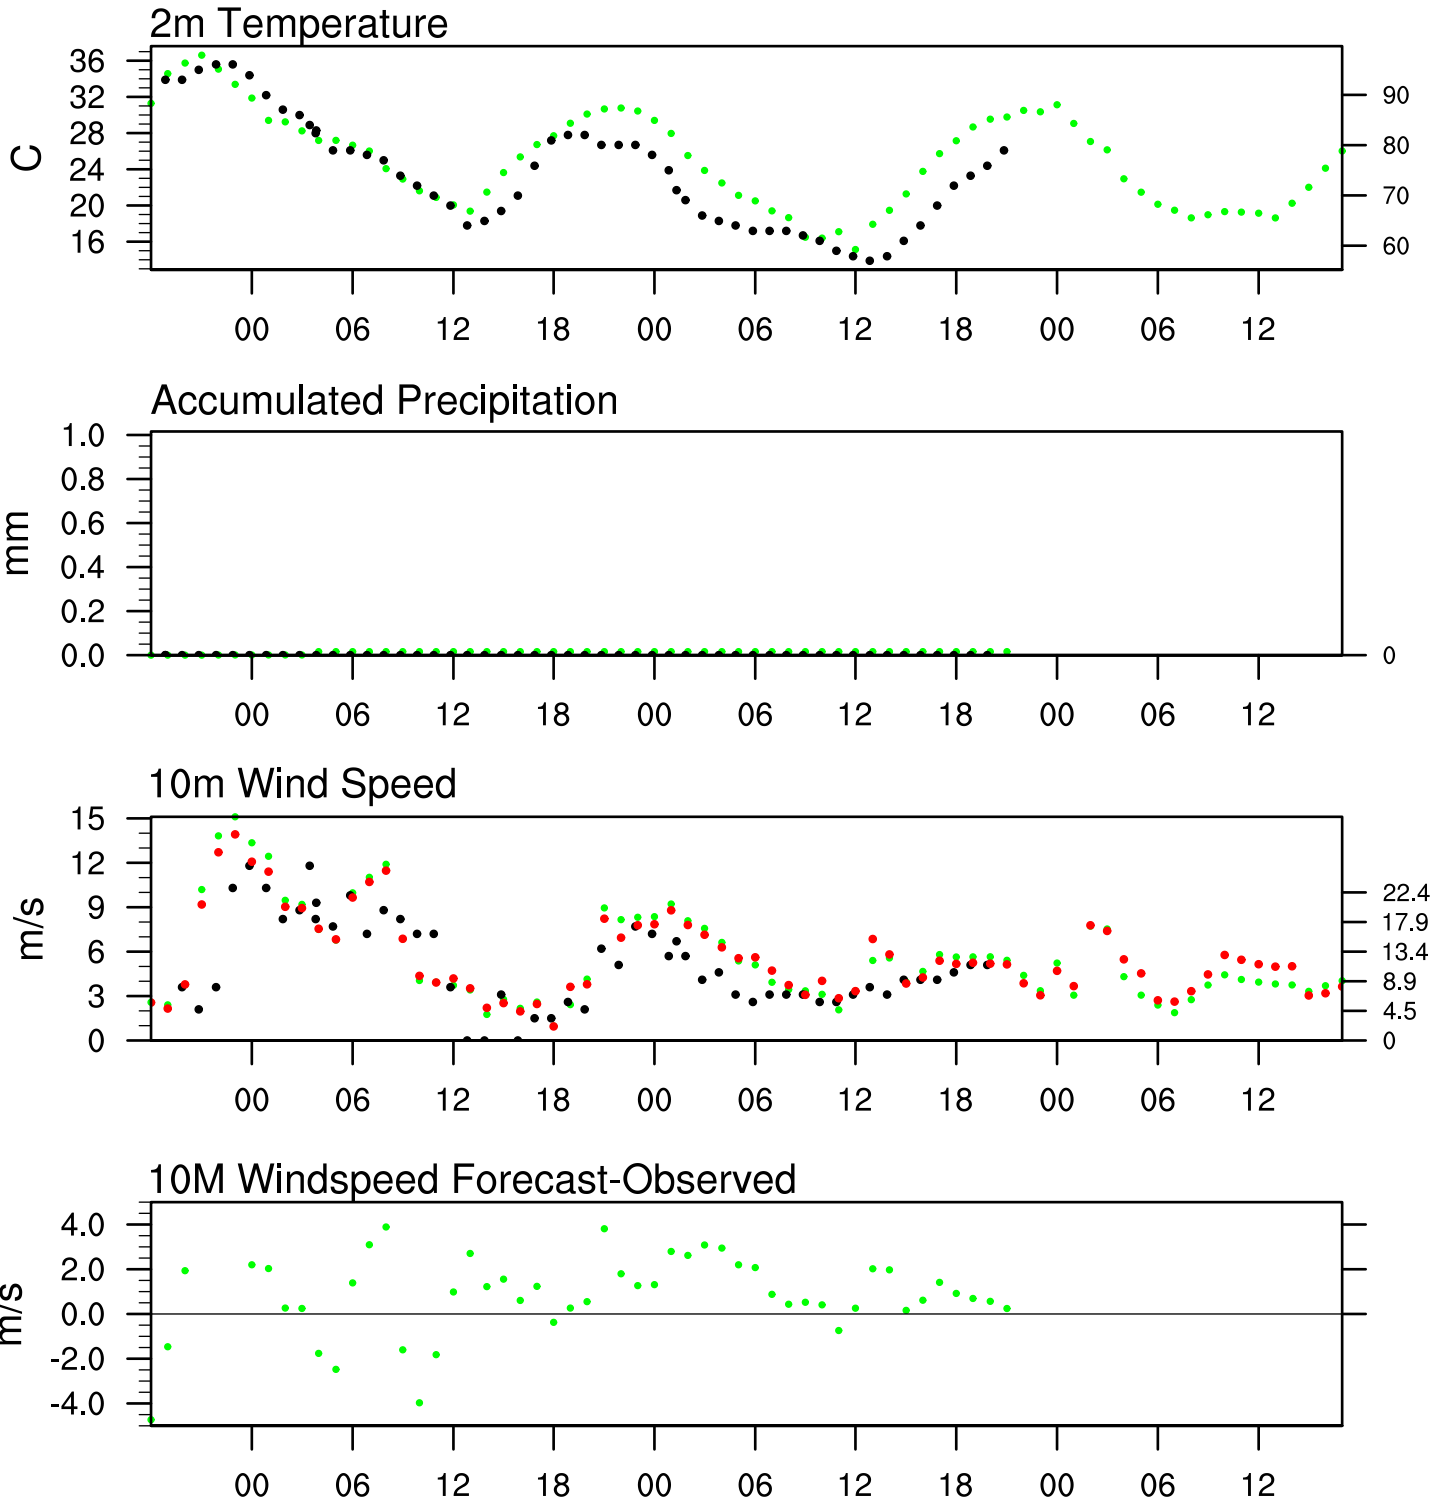 2m Temperature
36
32
28
24
20
16
C
90
80
70
60
00 06 12 18 00 06 12 18 00 06 12
Accumulated Precipitation
1.0
0.8
0.6
0.4
0.2
0.0
mm
0
00 06 12 18 00 06 12 18 00 06 12
10m Wind Speed
15
12
9
6
3
0
m/s
22.4
17.9
13.4
8.9
4.5
0
00 06 12 18 00 06 12 18 00 06 12
10M Windspeed Forecast-Observed
4.0
2.0
0.0
-2.0
-4.0
m/s
00 06 12 18 00 06 12 18 00 06 12